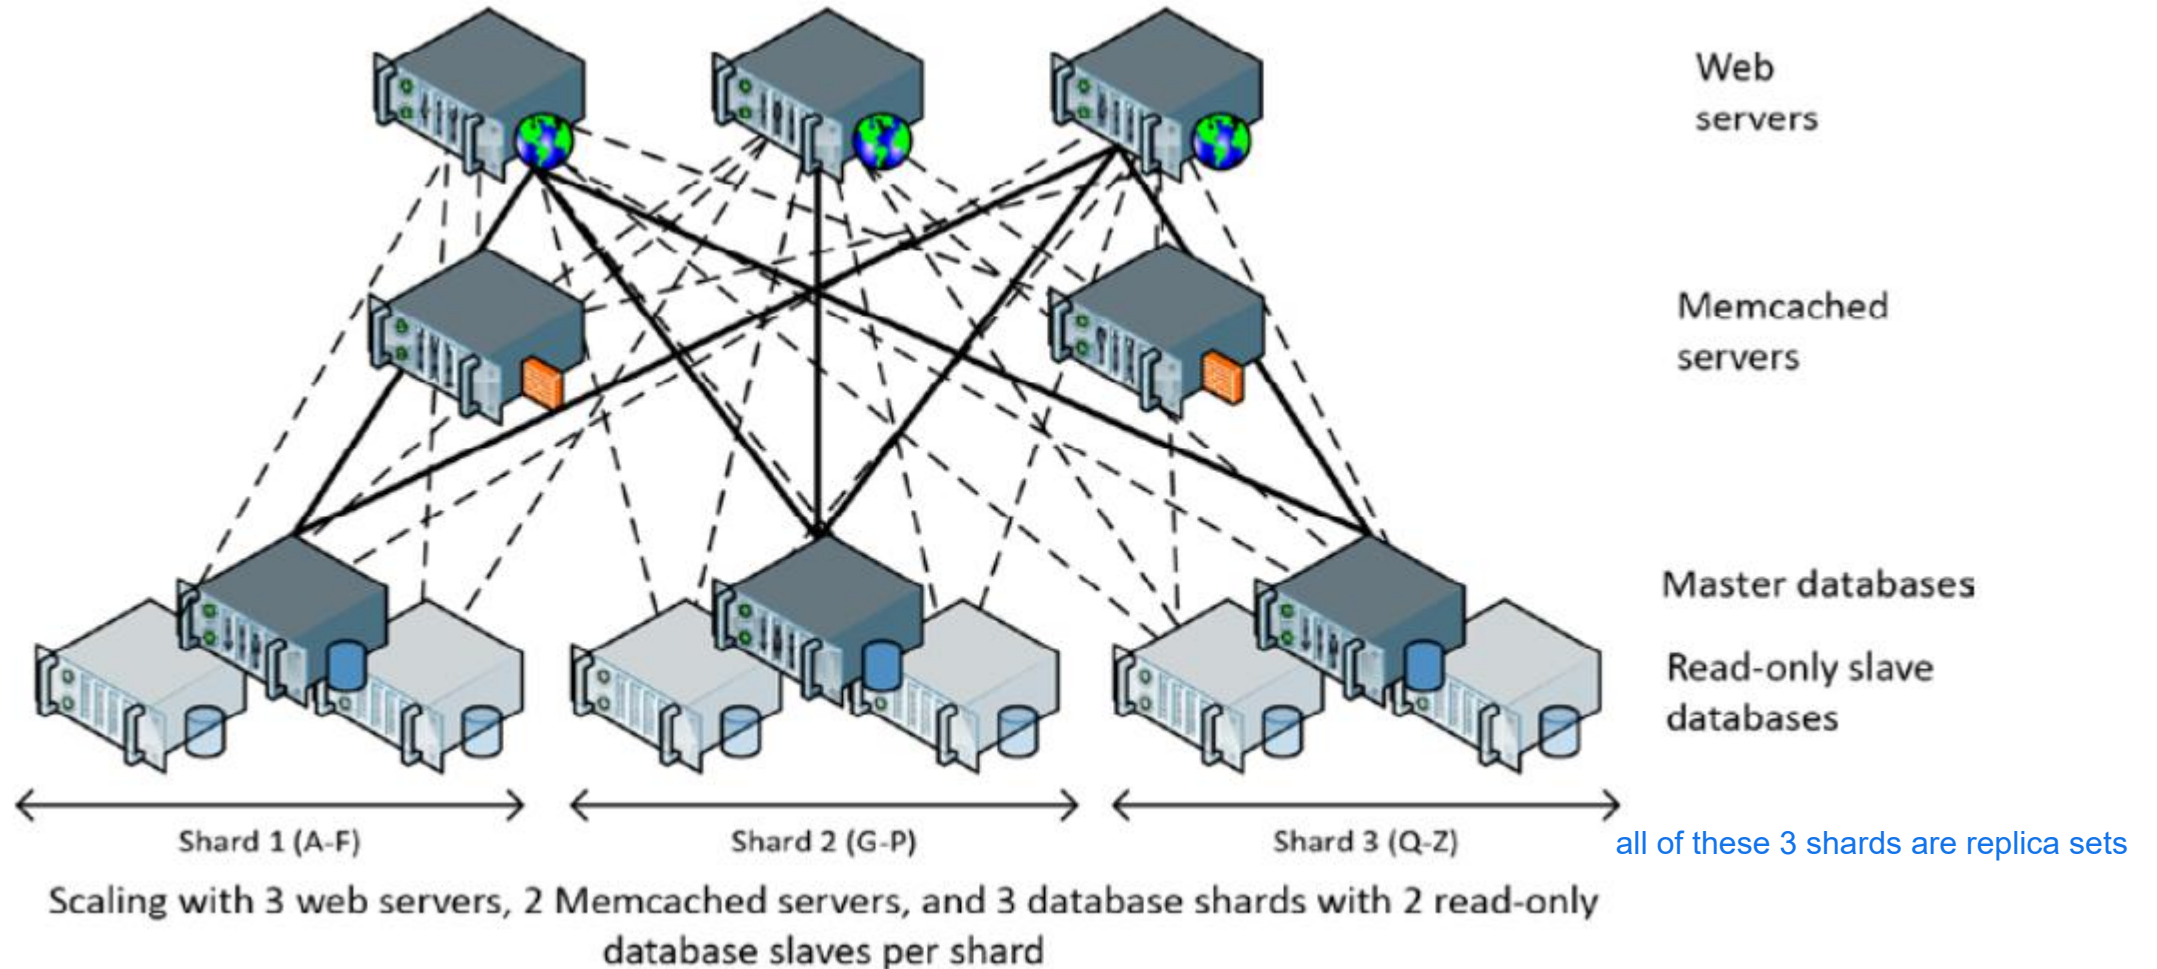 Web
servers
Memcached
servers
Master databases
Read-only slave
databases
Shard 1 (A-F)
Shard 2 (G-P)
Shard 3 (Q-Z)
all of these 3 shards are replica sets
Scaling with 3 web servers, 2 Memcached servers, and 3 database shards with 2 read-only
database slaves per shard